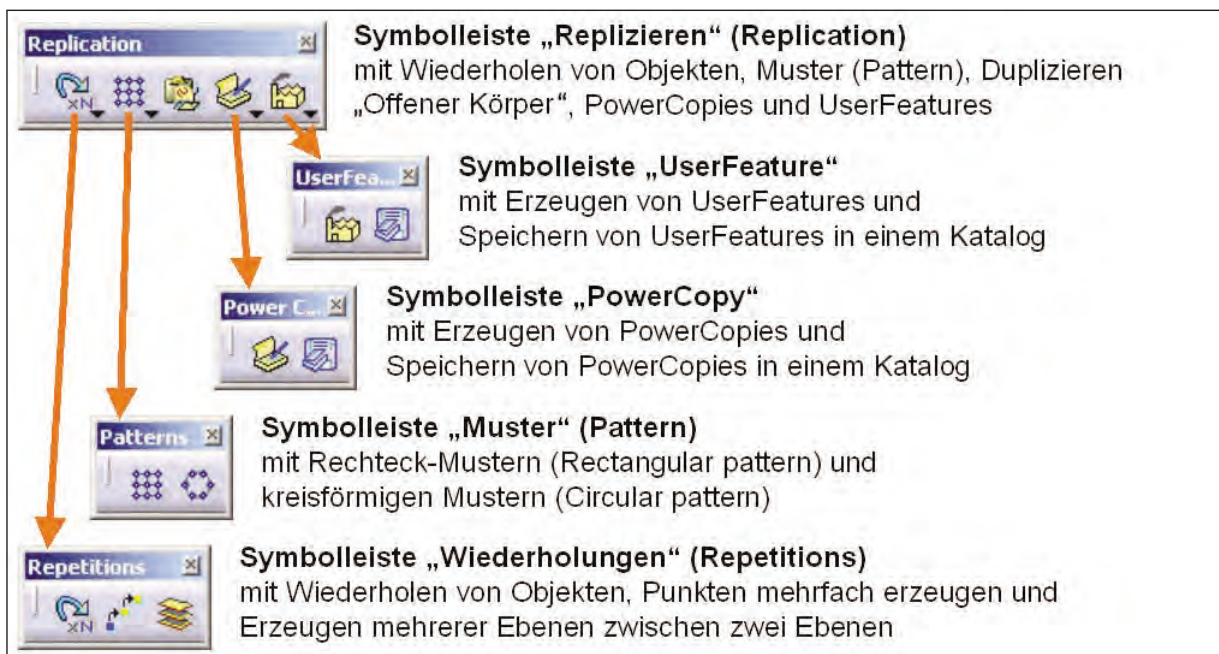 Replication
Symbolleiste „Replizieren“ (Replication)
mit Wiederholen von Objekten, Muster (Pattern), Duplizieren
„Offener Körper“, PowerCopies und UserFeatures
xN
UserFea...
Symbolleiste „UserFeature“
mit Erzeugen von UserFeatures und
Speichern von UserFeatures in einem Katalog
Power C...
Symbolleiste „PowerCopy“
mit Erzeugen von PowerCopies und
Speichern von PowerCopies in einem Katalog
Patterns
Symbolleiste „Muster“ (Pattern)
mit Rechteck-Mustern (Rectangular pattern) und
kreisförmigen Mustern (Circular pattern)
Repetitions
Symbolleiste „Wiederholungen“ (Repetitions)
mit Wiederholen von Objekten, Punkten mehrfach erzeugen und
Erzeugen mehrerer Ebenen zwischen zwei Ebenen
xN